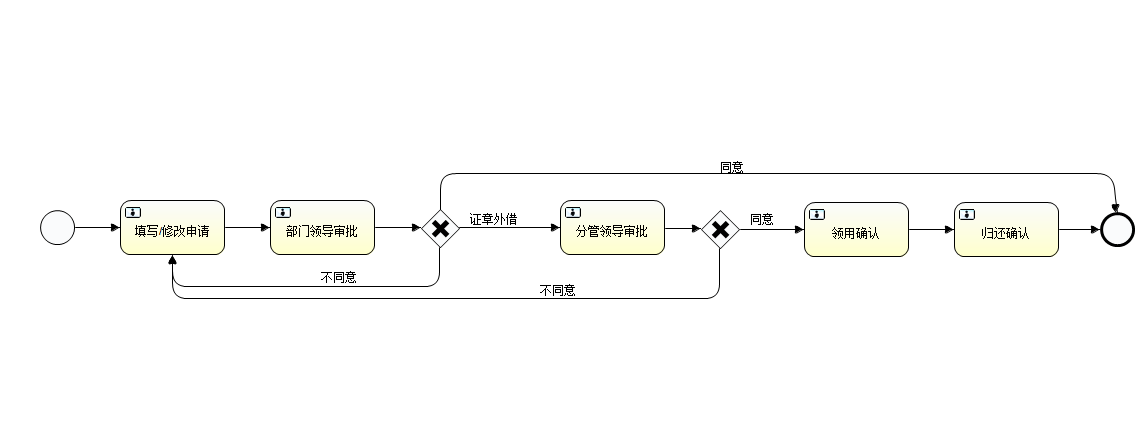 同意
证章外借
同意
填写/修改申请
部门领导审批
分管领导审批
领用确认
归还确认
不同意
不同意